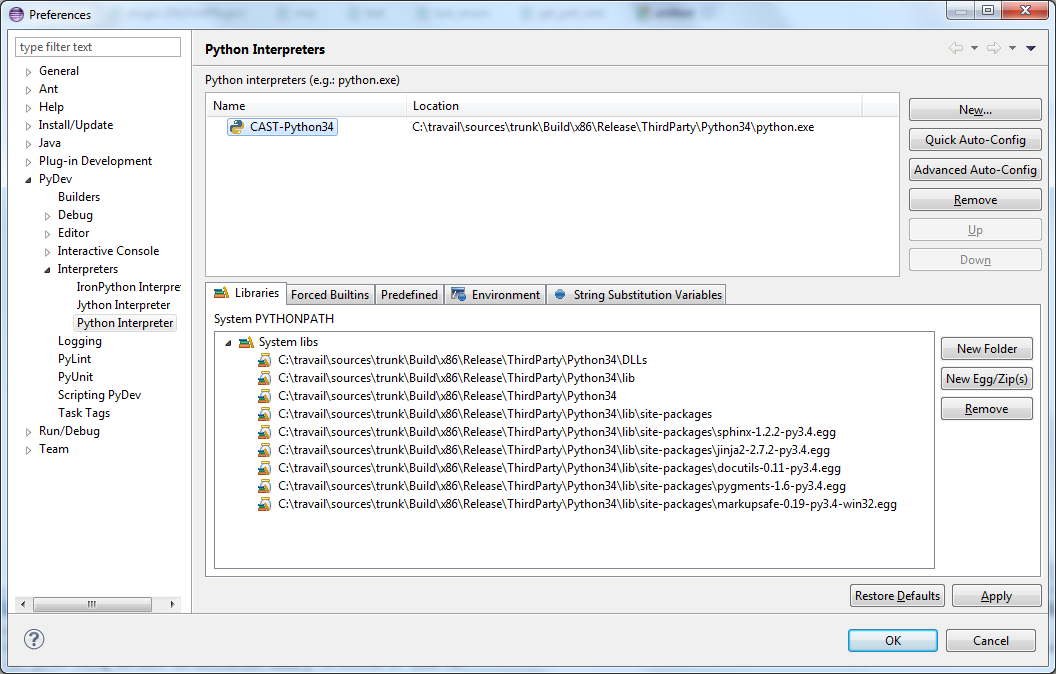 Preferences
type filter text
General
Ant
Help
Install/Update
Java
Plug-in Development
PyDev
Builders
Debug
Editor
Interactive Console
Interpreters
IronPython Interpre
Jython Interpreter
Python Interpreter
Logging
PyLint
PyUnit
Scripting PyDev
Task Tags
Run/Debug
Team
Python Interpreters
Python interpreters (e.g.: python.exe)
Name Location
CAST-Python34 C:\travail\sources\trunk\Build\x86\Release\ThirdParty\Python34\python.exe
New...
Quick Auto-Config
Advanced Auto-Config
Remove
Up
Down
Libraries Forced Builtins Predefined Environment String Substitution Variables
System PYTHONPATH
System libs
C:\travail\sources\trunk\Build\x86\Release\ThirdParty\Python34\DLLs
C:\travail\sources\trunk\Build\x86\Release\ThirdParty\Python34\lib
C:\travail\sources\trunk\Build\x86\Release\ThirdParty\Python34
C:\travail\sources\trunk\Build\x86\Release\ThirdParty\Python34\lib\site-packages
C:\travail\sources\trunk\Build\x86\Release\ThirdParty\Python34\lib\site-packages\sphinx-1.2.2-py3.4.egg
C:\travail\sources\trunk\Build\x86\Release\ThirdParty\Python34\lib\site-packages\jinja2-2.7.2-py3.4.egg
C:\travail\sources\trunk\Build\x86\Release\ThirdParty\Python34\lib\site-packages\docutils-0.11-py3.4.egg
C:\travail\sources\trunk\Build\x86\Release\ThirdParty\Python34\lib\site-packages\pygments-1.6-py3.4.egg
C:\travail\sources\trunk\Build\x86\Release\ThirdParty\Python34\lib\site-packages\markupsafe-0.19-py3.4-win32.egg
New Folder
New Egg/Zip(s)
Remove
Restore Defaults Apply
OK Cancel